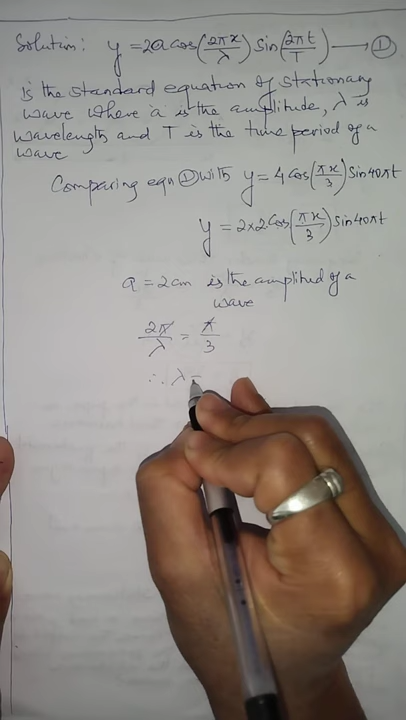 Solution: y = 2a cos(2πx/λ) sin(2πt/T) ——→ ①
is the standard equation of stationary
wave where a is the amplitude, λ is
wavelength and T is the time period of a
wave
Comparing eqn ① with y = 4 cos(πx/3) sin 40πt
y = 2×2 cos(πx/3) sin 40πt
a = 2cm is the amplitud of a
wave
2π/λ = π/3
∴ λ =